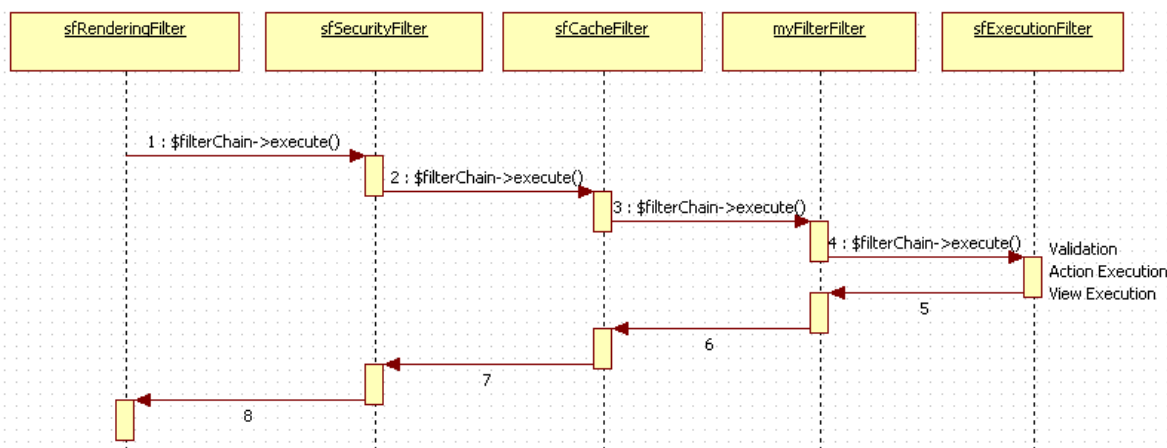 sfRenderingFilter
sfSecurityFilter
sfCacheFilter
myFilterFilter
sfExecutionFilter
1 : $filterChain->execute()
2 : $filterChain->execute()
3 : $filterChain->execute()
4 : $filterChain->execute()
Validation
Action Execution
View Execution
5
6
7
8